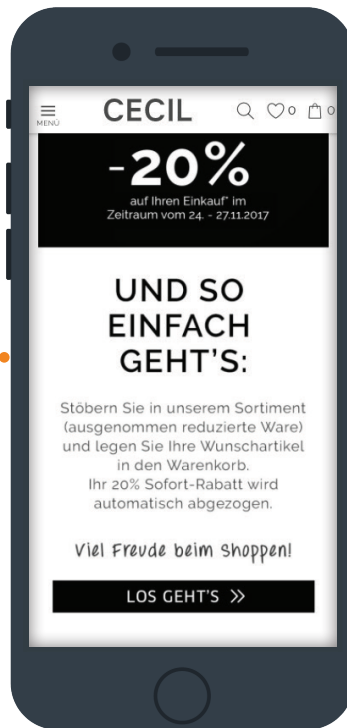 MENÜ
CECIL
0
0
-20%
auf Ihren Einkauf* im
Zeitraum vom 24. - 27.11.2017
UND SO
EINFACH
GEHT'S:
Stöbern Sie in unserem Sortiment
(ausgenommen reduzierte Ware)
und legen Sie Ihre Wunschartikel
in den Warenkorb.
Ihr 20% Sofort-Rabatt wird
automatisch abgezogen.
Viel Freude beim Shoppen!
LOS GEHT'S »